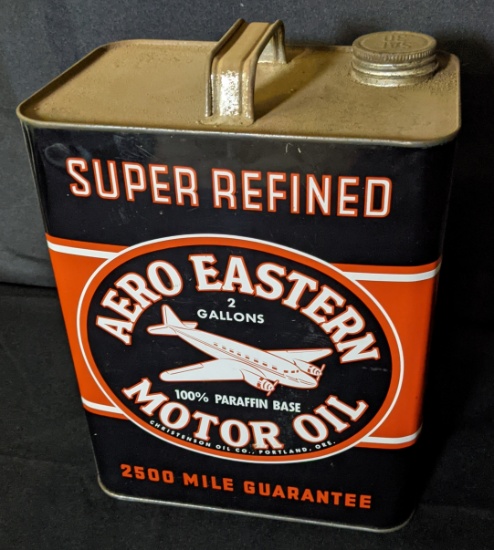 SUPER REFINED
AERO EASTERN
2
GALLONS
100% PARAFFIN BASE
MOTOR OIL
CHRISTENSON OIL CO., PORTLAND, ORE.
2500 MILE GUARANTEE